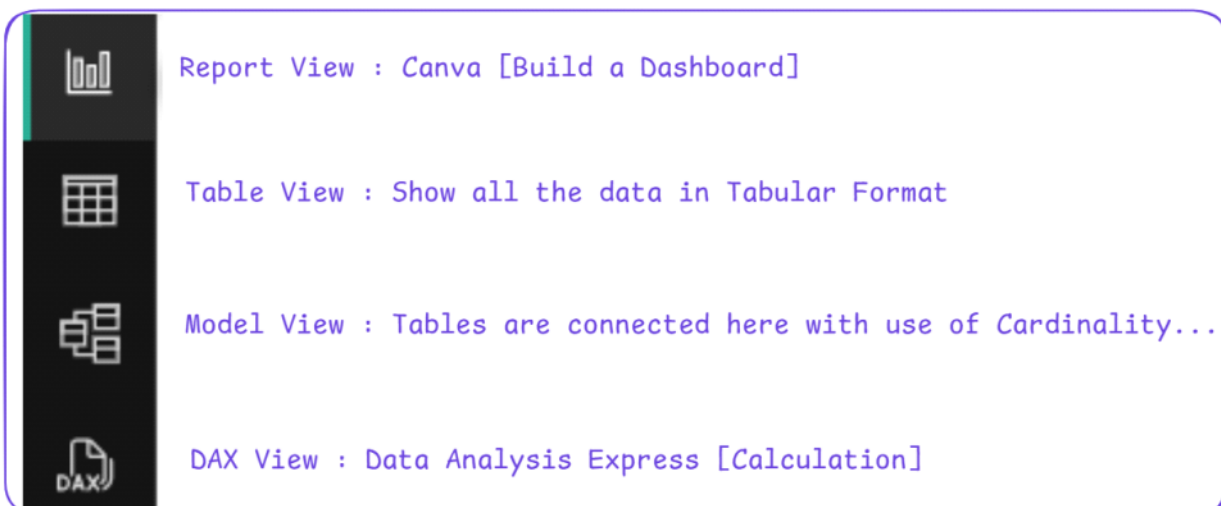 Report View : Canva [Build a Dashboard]
Table View : Show all the data in Tabular Format
Model View : Tables are connected here with use of Cardinality...
DAX View : Data Analysis Express [Calculation]
DAX